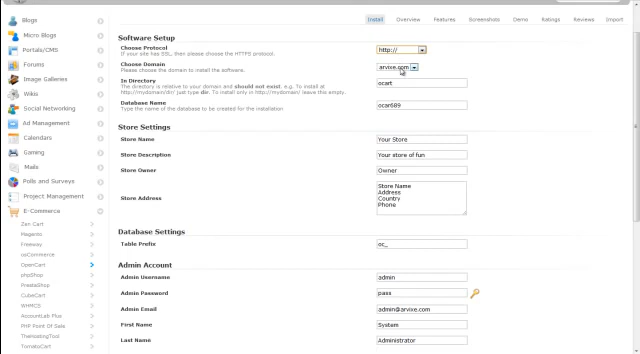 Blogs
Micro Blogs
Portals/CMS
Forums
Image Galleries
Wikis
Social Networking
Ad Management
Calendars
Gaming
Mails
Polls and Surveys
Project Management
E-Commerce
Zen Cart
Magento
Freeway
osCommerce
OpenCart
phpShop
PrestaShop
CubeCart
WHMCS
AccountLab Plus
PHP Point Of Sale
TheHostingTool
TomatoCart
Install Overview Features Screenshots Demo Ratings Reviews Import
Software Setup
Choose Protocol
If your site has SSL, then please choose the HTTPS protocol.
http://
Choose Domain
Please choose the domain to install the software.
arvixe.com
In Directory
The directory is relative to your domain and should not exist. e.g. To install at
http://mydomain/dir/ just type dir. To install only in http://mydomain/ leave this empty.
ocart
Database Name
Type the name of the database to be created for the installation
ocar689
Store Settings
Store Name
Your Store
Store Description
Your store of fun
Store Owner
Owner
Store Address
Store Name
Address
Country
Phone
Database Settings
Table Prefix
oc_
Admin Account
Admin Username
admin
Admin Password
pass
Admin Email
admin@arvixe.com
First Name
System
Last Name
Administrator